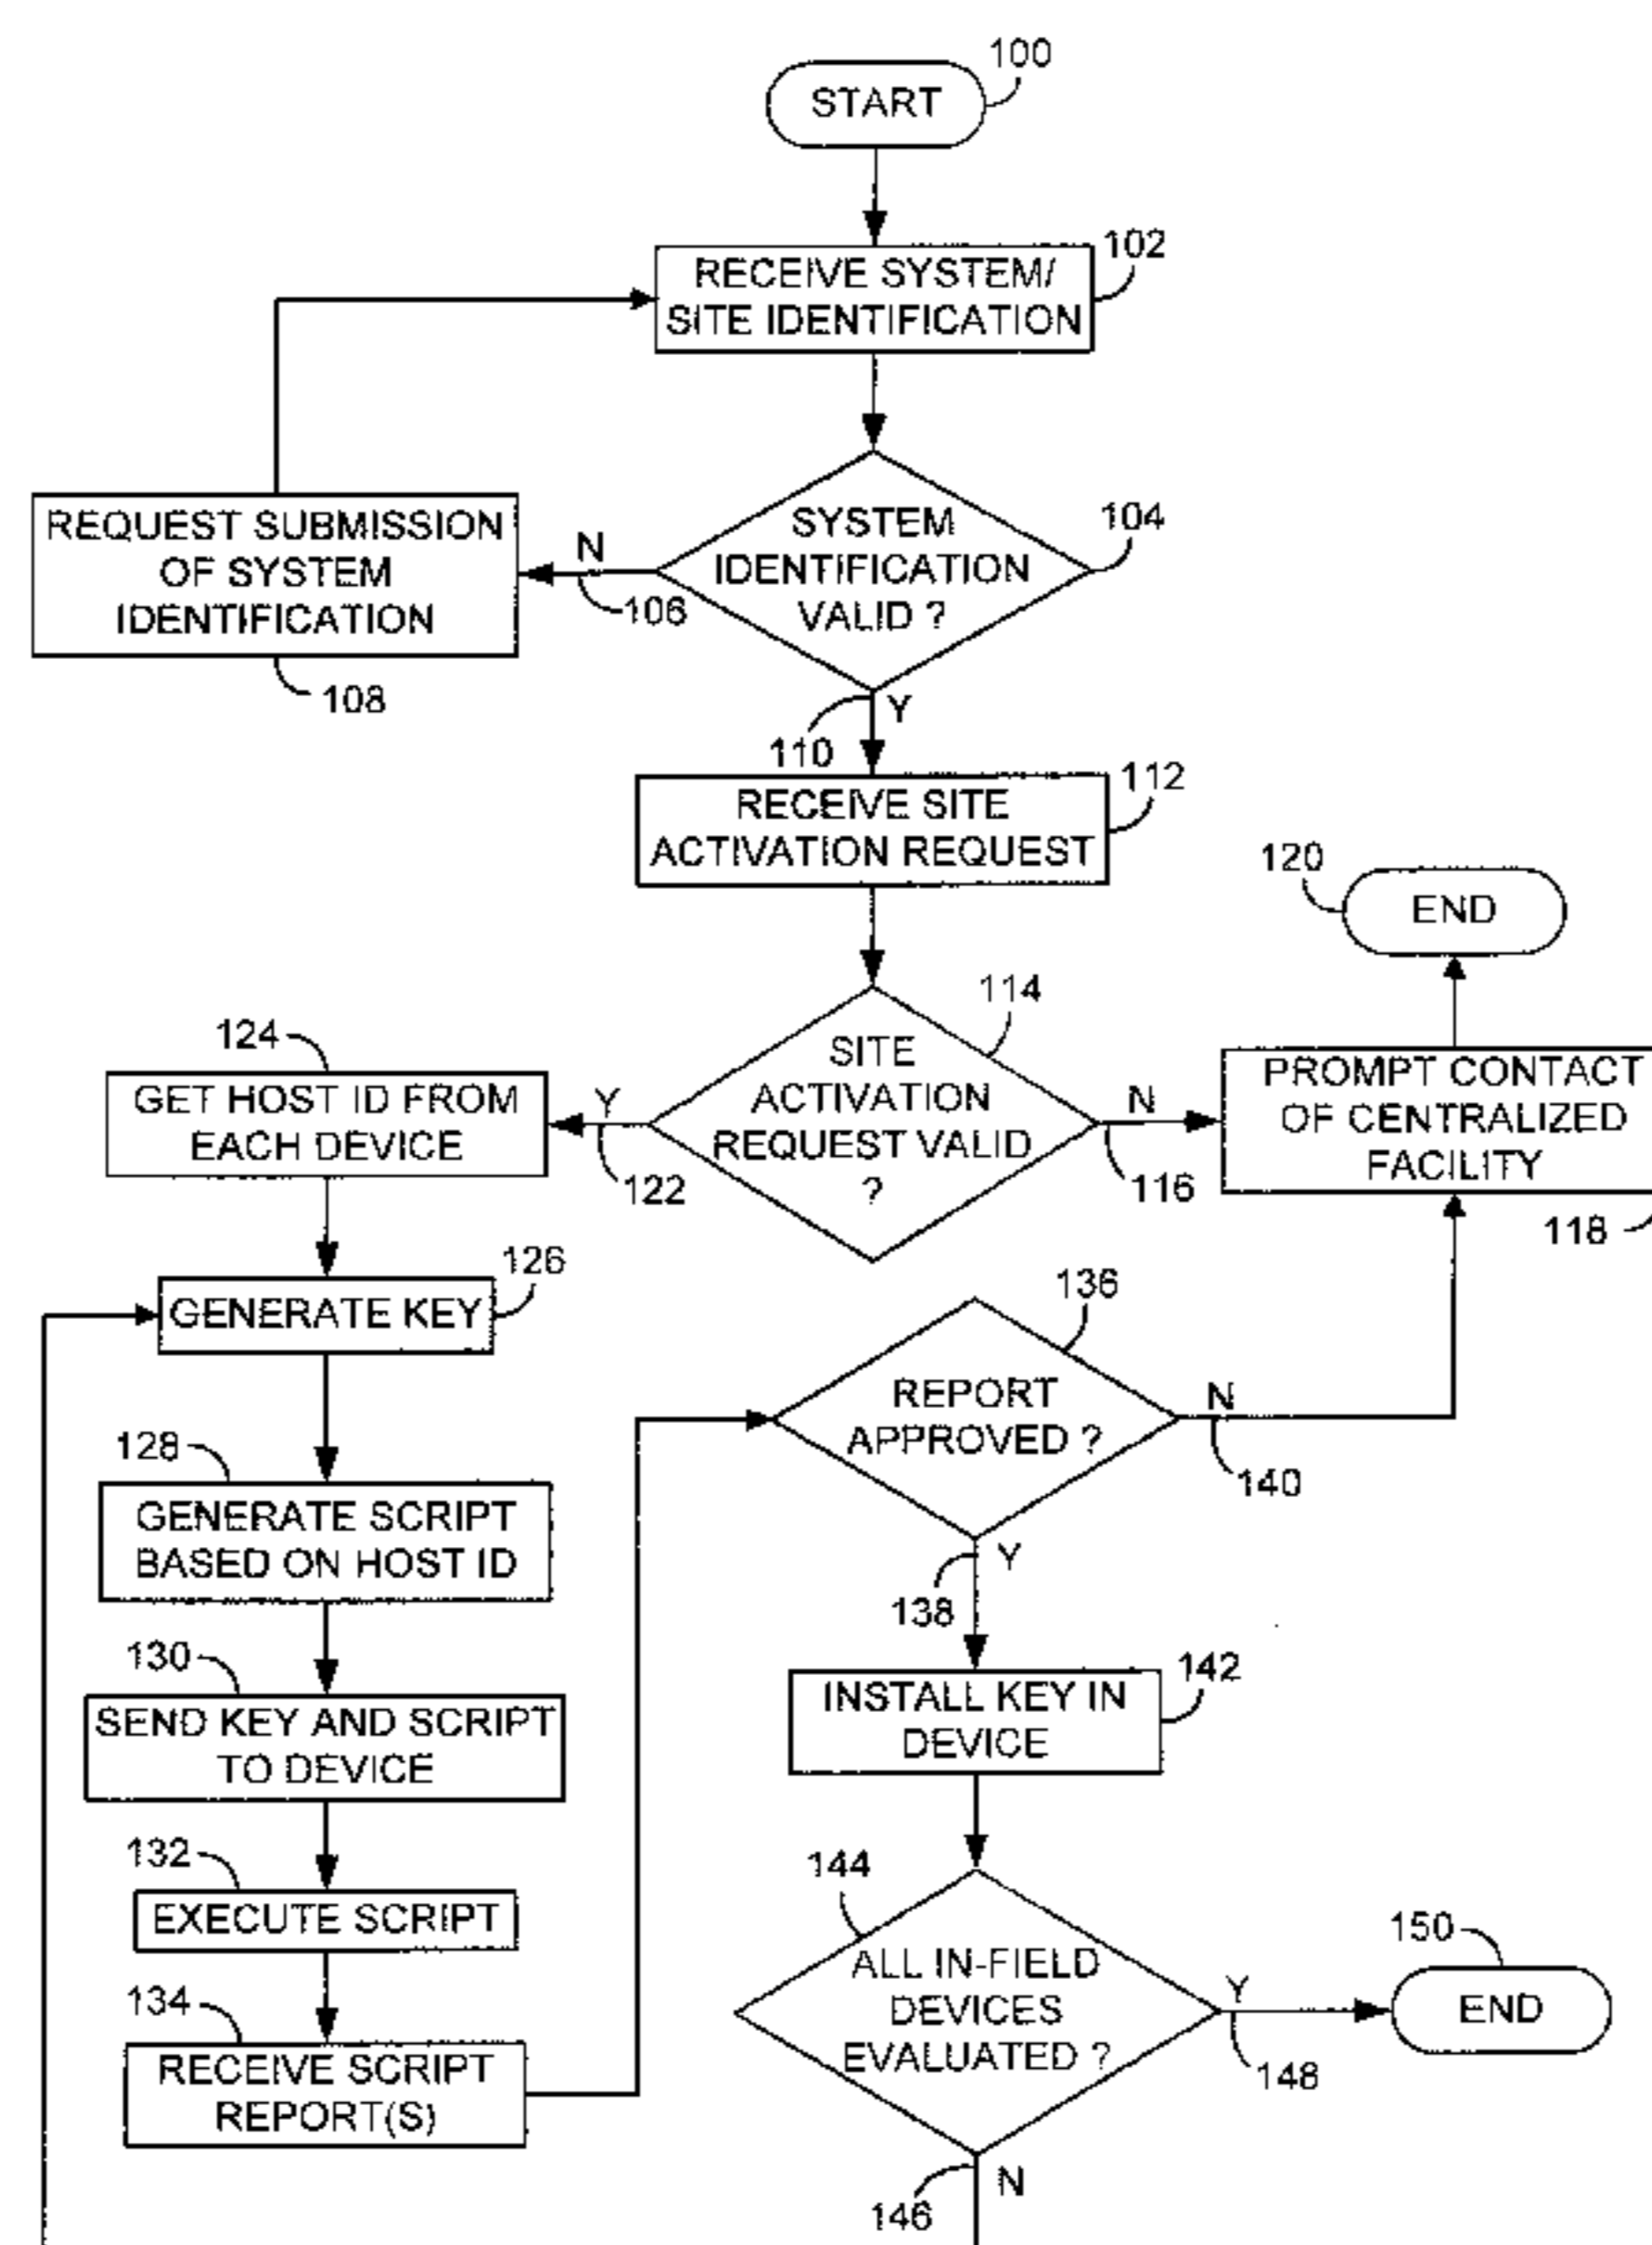 100
START
102
RECEIVE SYSTEM/
SITE IDENTIFICATION
SYSTEM
IDENTIFICATION
VALID ?
104
N
106
REQUEST SUBMISSION
OF SYSTEM
IDENTIFICATION
108
Y
110
112
RECEIVE SITE
ACTIVATION REQUEST
120
END
114
SITE
ACTIVATION
REQUEST VALID
?
N
116
PROMPT CONTACT
OF CENTRALIZED
FACILITY
118
Y
122
124
GET HOST ID FROM
EACH DEVICE
126
GENERATE KEY
128
GENERATE SCRIPT
BASED ON HOST ID
130
SEND KEY AND SCRIPT
TO DEVICE
132
EXECUTE SCRIPT
134
RECEIVE SCRIPT
REPORT(S)
136
REPORT
APPROVED ?
N
140
Y
138
142
INSTALL KEY IN
DEVICE
144
ALL IN-FIELD
DEVICES
EVALUATED ?
Y
148
150
END
N
146